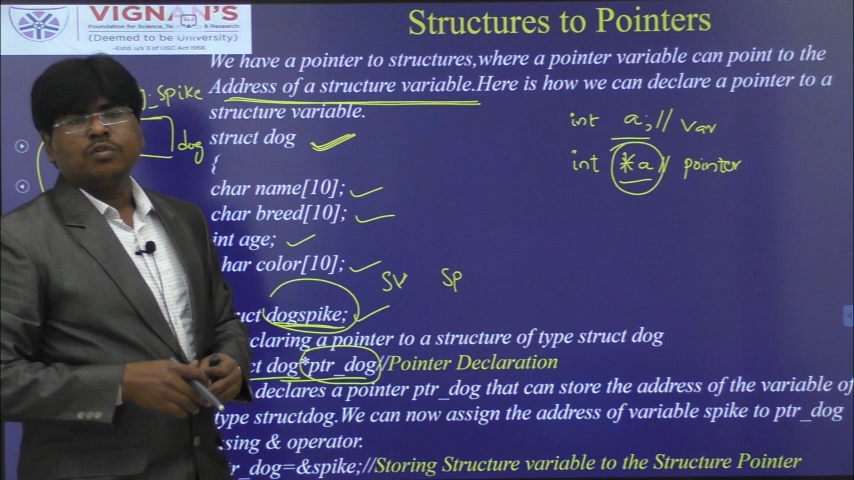 VIGNAN'S
Foundation for Science, Te & Research
(Deemed to be University)
-Estd. u/s 3 of UGC Act 1956
Structures to Pointers
We have a pointer to structures,where a pointer variable can point to the
Address of a structure variable.Here is how we can declare a pointer to a
structure variable.
struct dog
{
char name[10];
char breed[10];
int age;
har color[10];
uct dogspike;
claring a pointer to a structure of type struct dog
ct dog*ptr_dog//Pointer Declaration
declares a pointer ptr_dog that can store the address of the variable of
type structdog.We can now assign the address of variable spike to ptr_dog
sing & operator.
tr_dog=&spike;//Storing Structure variable to the Structure Pointer
spike
dog
int a;// var
int *a// pointer
SV SP